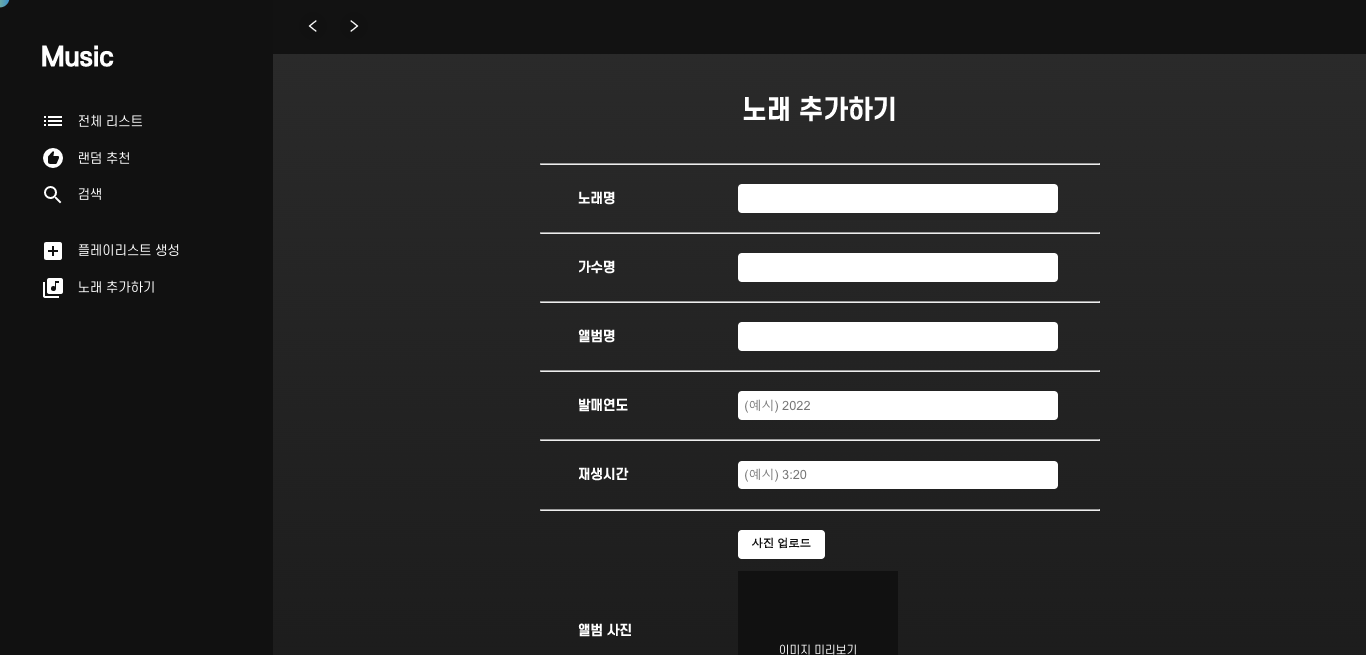 Music
전체 리스트
랜덤 추천
검색
플레이리스트 생성
노래 추가하기
노래 추가하기
노래명
가수명
앨범명
발매연도
(예시) 2022
재생시간
(예시) 3:20
사진 업로드
앨범 사진
이미지 미리보기